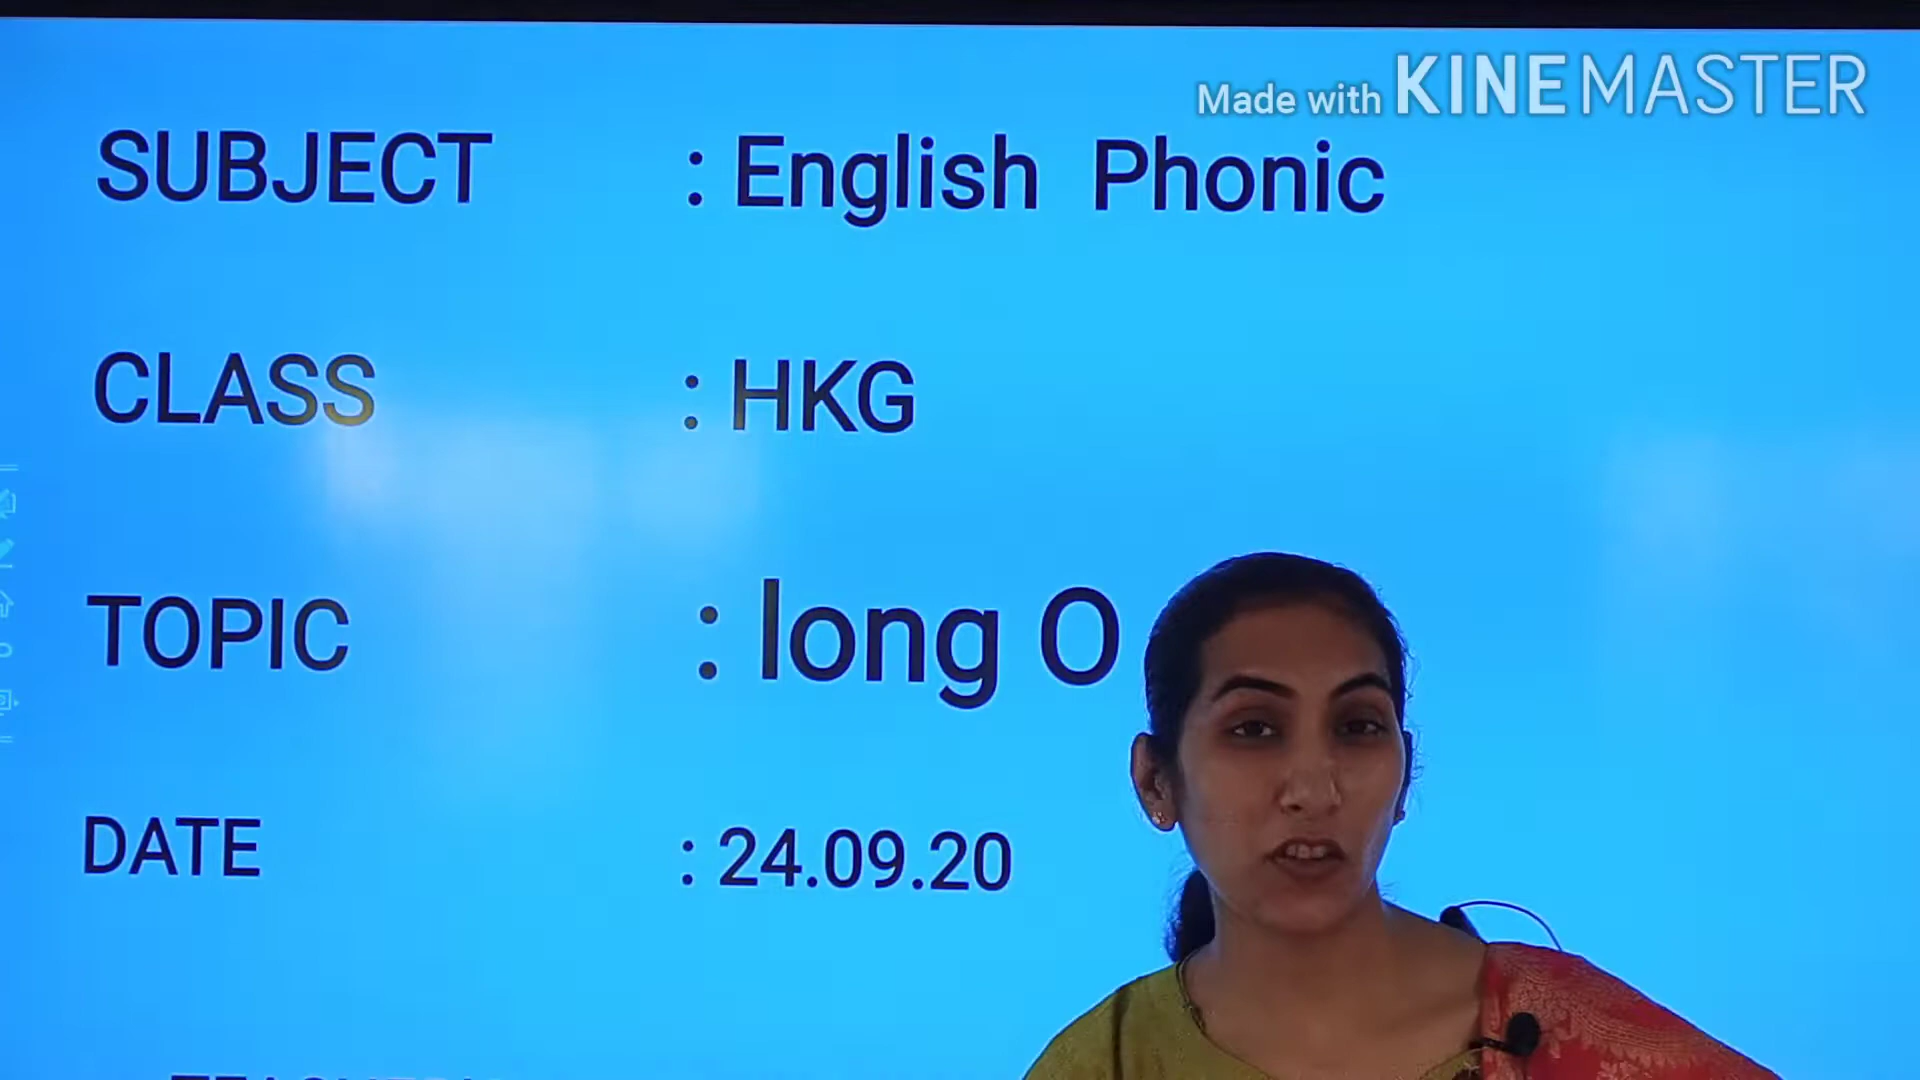 Made with KINEMASTER
SUBJECT : English Phonic
CLASS : HKG
TOPIC : long O
DATE : 24.09.20